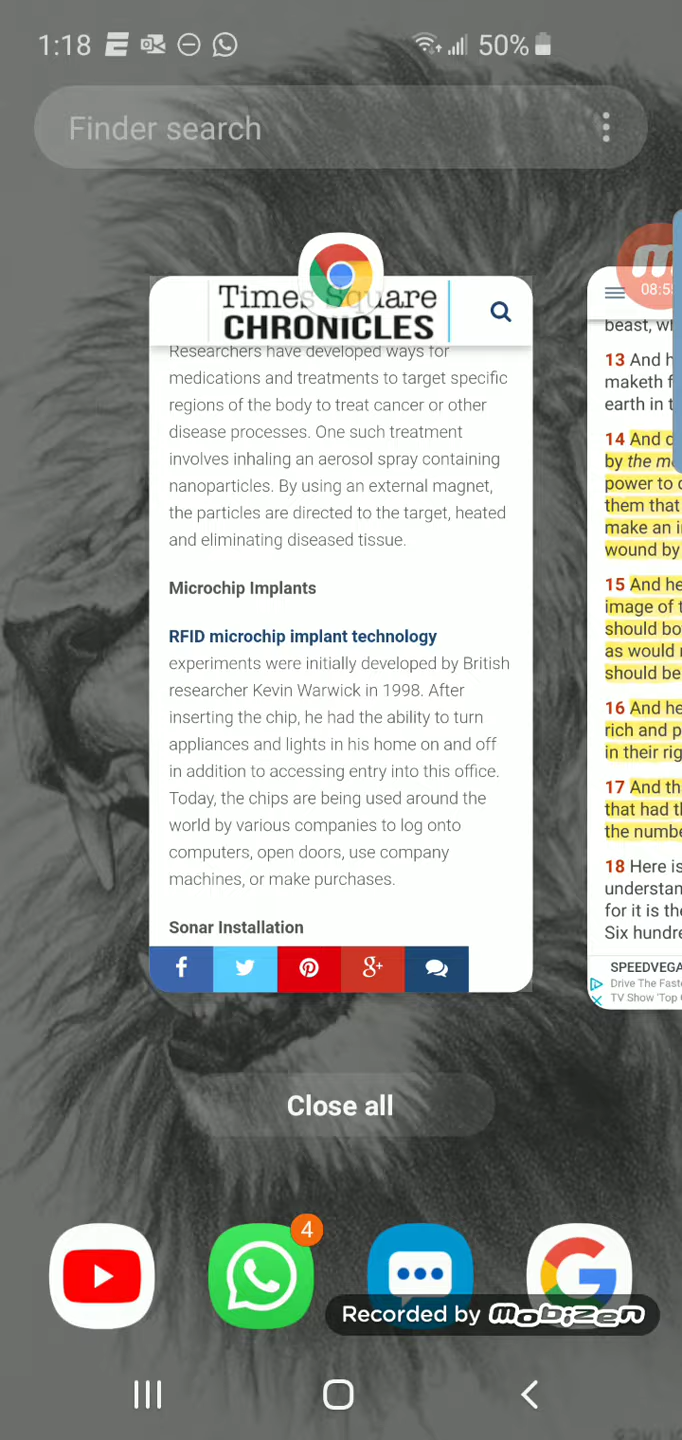 1:18
50%
Finder search
Times Square
CHRONICLES
Researchers have developed ways for
medications and treatments to target specific
regions of the body to treat cancer or other
disease processes. One such treatment
involves inhaling an aerosol spray containing
nanoparticles. By using an external magnet,
the particles are directed to the target, heated
and eliminating diseased tissue.
Microchip Implants
RFID microchip implant technology
experiments were initially developed by British
researcher Kevin Warwick in 1998. After
inserting the chip, he had the ability to turn
appliances and lights in his home on and off
in addition to accessing entry into this office.
Today, the chips are being used around the
world by various companies to log onto
computers, open doors, use company
machines, or make purchases.
Sonar Installation
08:5
beast,
13 And
maketh
earth in
14 And
by the
power to
them that
make an
wound by
15 And he
image of
should
as would
should be
16 And he
rich and
in their
17 And
that had
the
18 Here is
for it is
Six
SPEEDVEGA
Drive The
TV Show 'Top
Close all
4
Recorded by Mobizen